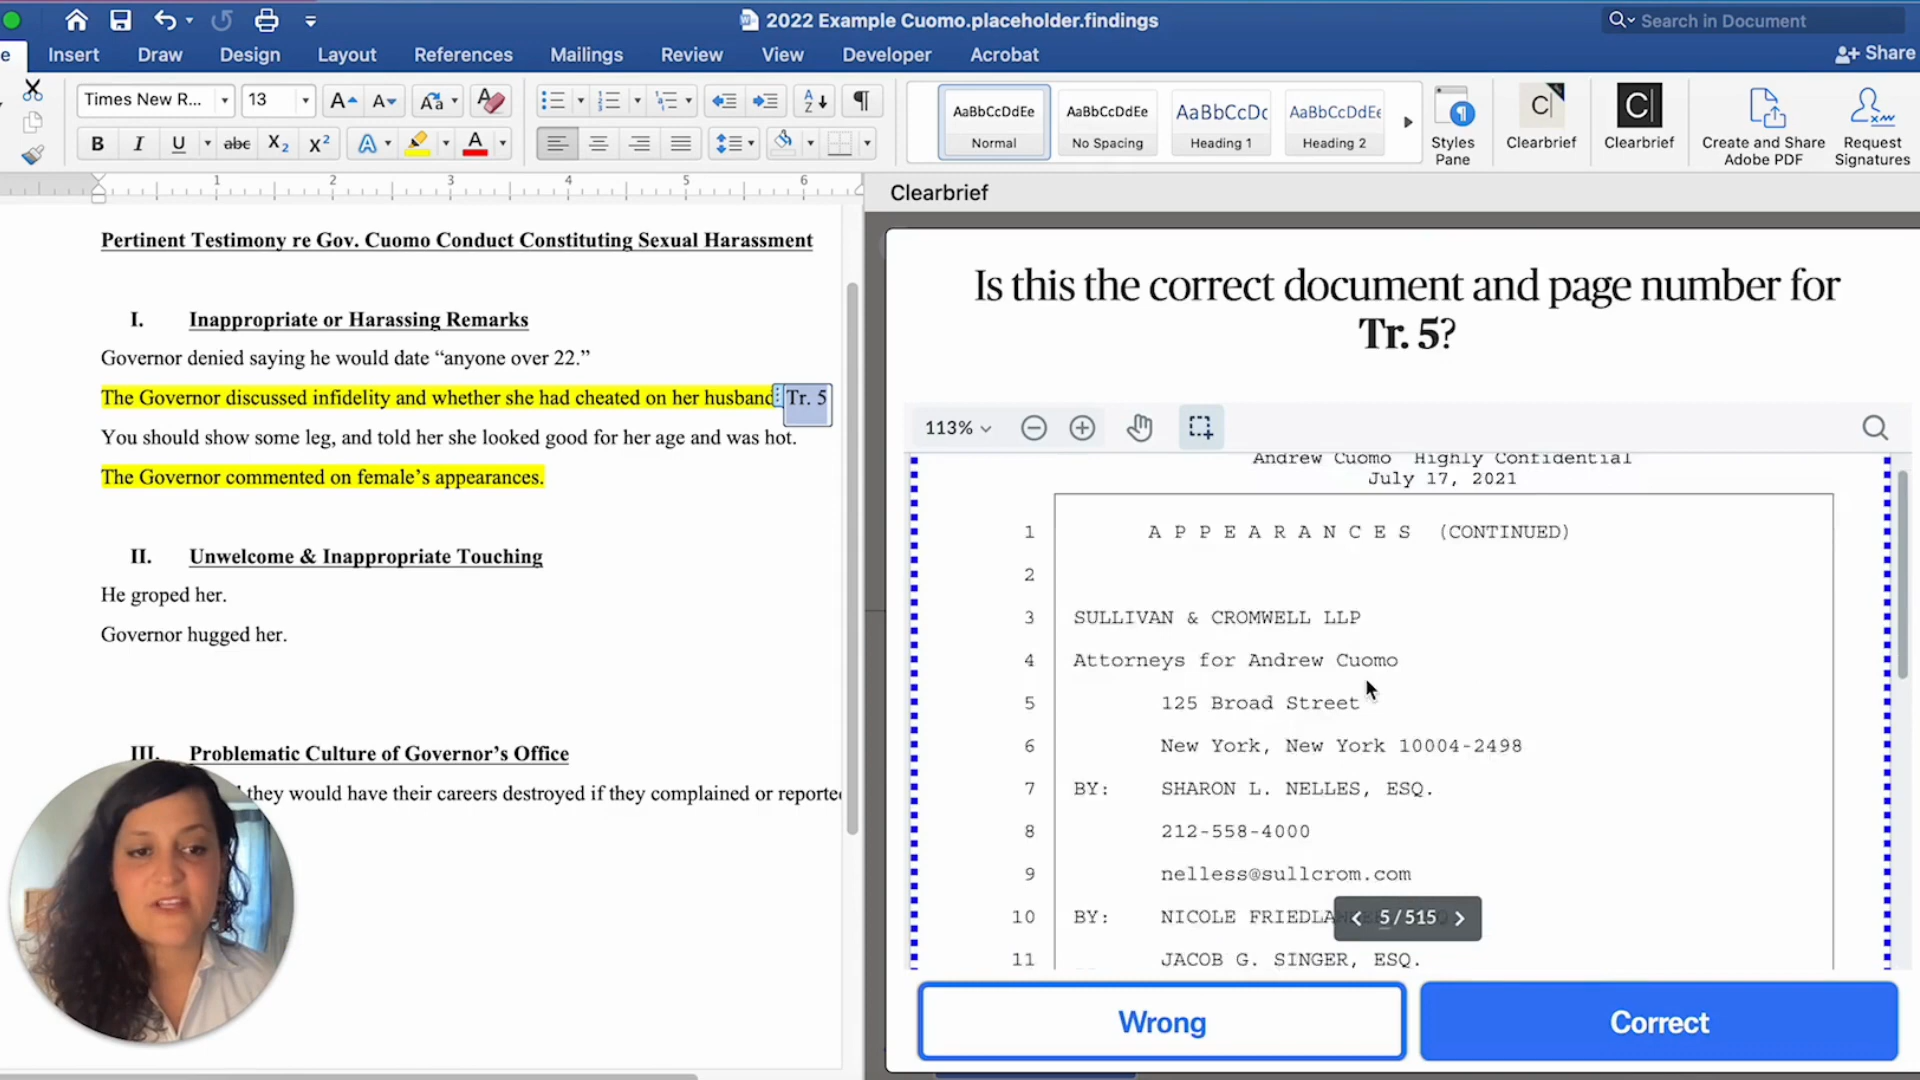 2022 Example Cuomo.placeholder.findings
Search in Document
e Insert Draw Design Layout References Mailings Review View Developer Acrobat
Share
Times New R... 13
AaBbCcDdEe
Normal
AaBbCcDdEe
No Spacing
AaBbCcDc
Heading 1
AaBbCcDdEe
Heading 2
Styles
Pane
Clearbrief
Clearbrief
Create and Share
Adobe PDF
Request
Signatures
1 2 3 4 5 6
Pertinent Testimony re Gov. Cuomo Conduct Constituting Sexual Harassment
I. Inappropriate or Harassing Remarks
Governor denied saying he would date “anyone over 22.”
The Governor discussed infidelity and whether she had cheated on her husband Tr. 5
You should show some leg, and told her she looked good for her age and was hot.
The Governor commented on female’s appearances.
II. Unwelcome & Inappropriate Touching
He groped her.
Governor hugged her.
III. Problematic Culture of Governor’s Office
they would have their careers destroyed if they complained or reporte
Clearbrief
Is this the correct document and page number for
Tr. 5?
113%
Andrew Cuomo Highly Confidential
July 17, 2021
1 A P P E A R A N C E S (CONTINUED)
2
3 SULLIVAN & CROMWELL LLP
4 Attorneys for Andrew Cuomo
5 125 Broad Street
6 New York, New York 10004-2498
7 BY: SHARON L. NELLES, ESQ.
8 212-558-4000
9 nelless@sullcrom.com
10 BY: NICOLE
5/515
11 JACOB G. SINGER, ESQ.
Wrong
Correct